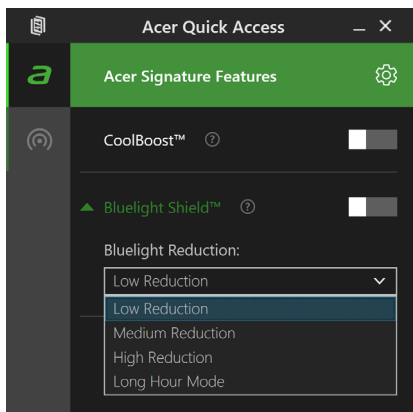 Acer Quick Access
Acer Signature Features
CoolBoost™ ?
Bluelight Shield™ ?
Bluelight Reduction:
Low Reduction
Low Reduction
Medium Reduction
High Reduction
Long Hour Mode